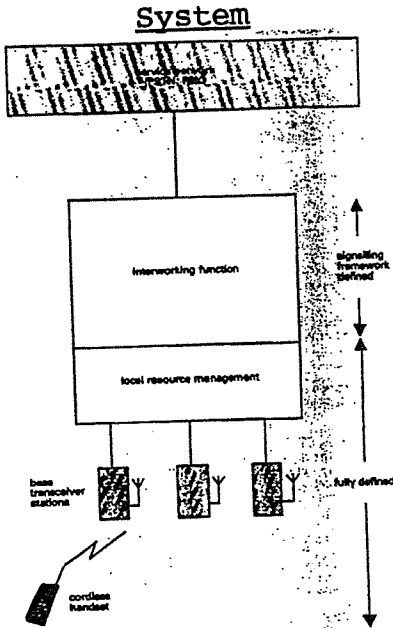 System
interworking function
signalling
framework
defined
local resource management
base
transceiver
stations
fully defined
cordless
handset